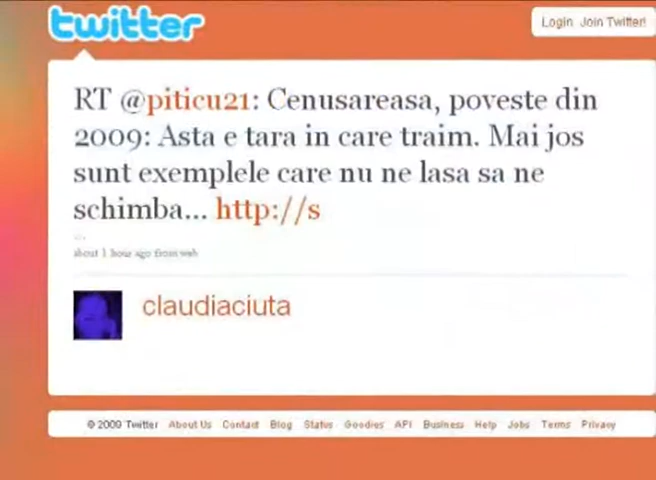 twitter
Login Join Twitter!
RT @piticu21: Cenusareasa, poveste din
2009: Asta e tara in care traim. Mai jos
sunt exemplele care nu ne lasa sa ne
schimba... http://s
...
about 1 hour ago from web
claudiaciuta
© 2009 Twitter About Us Contact Blog Status Goodies API Business Help Jobs Terms Privacy